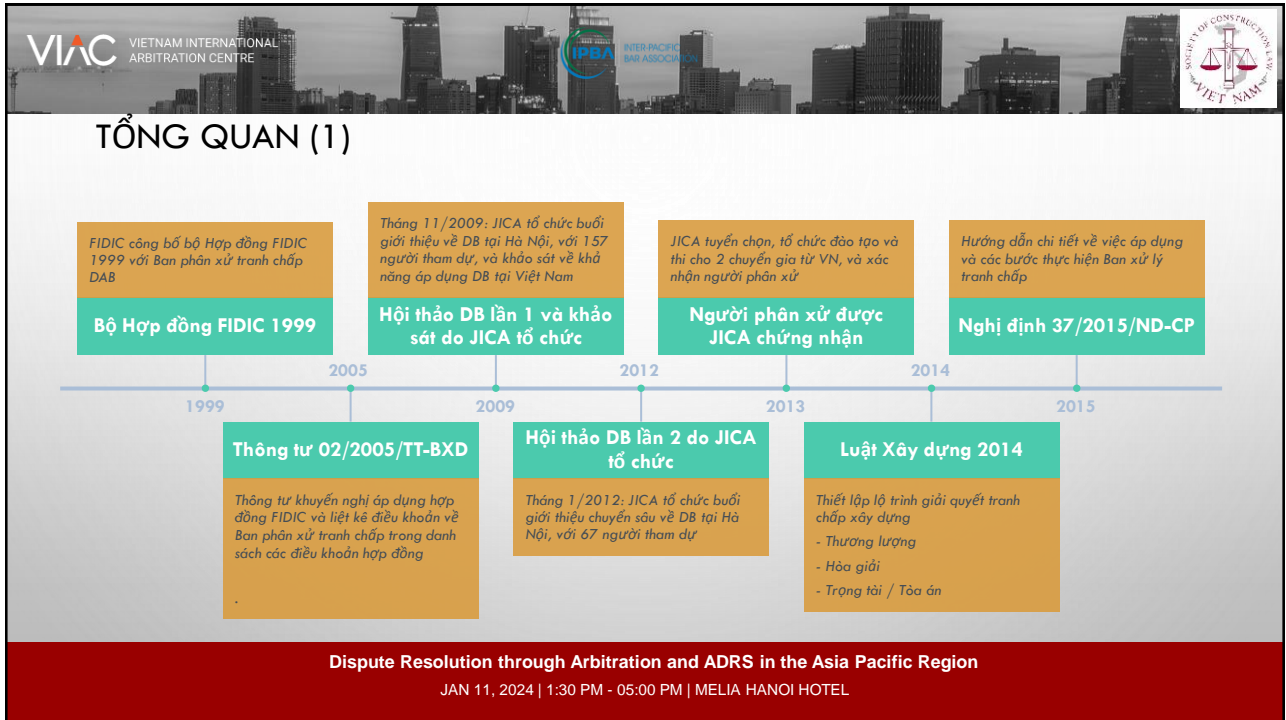 VIAC VIETNAM INTERNATIONAL
ARBITRATION CENTRE
IPBA INTER-PACIFIC
BAR ASSOCIATION
SOCIETY OF CONSTRUCTION LAW
VIET NAM
TỔNG QUAN (1)
FIDIC công bố bộ Hợp đồng FIDIC
1999 với Ban phân xử tranh chấp
DAB
Bộ Hợp đồng FIDIC 1999
Tháng 11/2009: JICA tổ chức buổi
giới thiệu về DB tại Hà Nội, với 157
người tham dự, và khảo sát về khả
năng áp dụng DB tại Việt Nam
Hội thảo DB lần 1 và khảo
sát do JICA tổ chức
JICA tuyển chọn, tổ chức đào tạo và
thi cho 2 chuyển gia từ VN, và xác
nhận người phân xử
Người phân xử được
JICA chứng nhận
Hướng dẫn chi tiết về việc áp dụng
và các bước thực hiện Ban xử lý
tranh chấp
Nghị định 37/2015/ND-CP
2005
2012
2014
1999
2009
2013
2015
Thông tư 02/2005/TT-BXD
Thông tư khuyến nghị áp dụng hợp
đồng FIDIC và liệt kê điều khoản về
Ban phân xử tranh chấp trong danh
sách các điều khoản hợp đồng
.
Hội thảo DB lần 2 do JICA
tổ chức
Tháng 1/2012: JICA tổ chức buổi
giới thiệu chuyển sâu về DB tại Hà
Nội, với 67 người tham dự
Luật Xây dựng 2014
Thiết lập lộ trình giải quyết tranh
chấp xây dựng
- Thương lượng
- Hòa giải
- Trọng tài / Tòa án
Dispute Resolution through Arbitration and ADRS in the Asia Pacific Region
JAN 11, 2024 | 1:30 PM - 05:00 PM | MELIA HANOI HOTEL